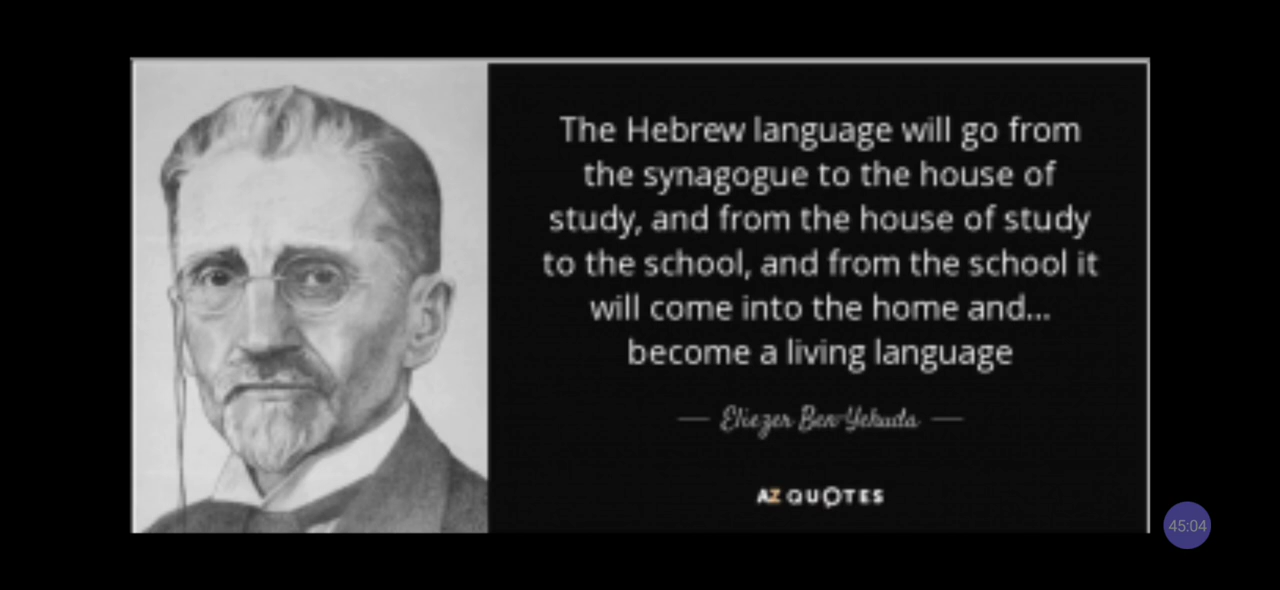 The Hebrew language will go from
the synagogue to the house of
study, and from the house of study
to the school, and from the school it
will come into the home and...
become a living language
— Eliezer Ben-Yehuda —
AZ QUOTES
45:04